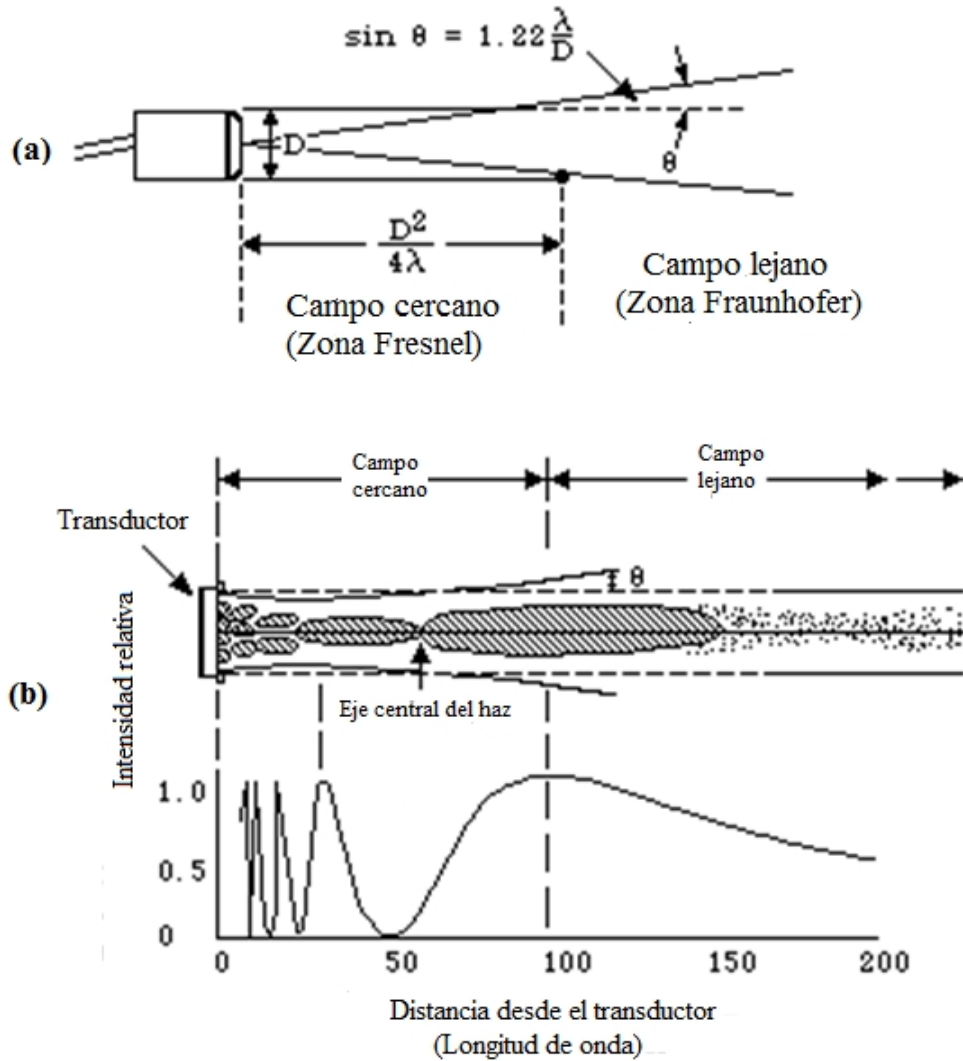 sin θ = 1.22 λ/D
(a)
D
θ
D²/4λ
Campo cercano
(Zona Fresnel)
Campo lejano
(Zona Fraunhofer)
Campo
cercano
Campo
lejano
Transductor
θ
(b)
Intensidad relativa
Eje central del haz
1.0
0.5
0
0 50 100 150 200
Distancia desde el transductor
(Longitud de onda)